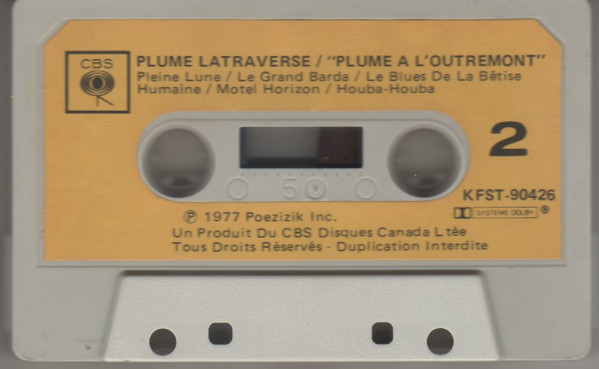 CBS
PLUME LATRAVERSE / "PLUME A L'OUTREMONT"
Pleine Lune / Le Grand Barda / Le Blues De La Bêtise
Humaine / Motel Horizon / Houba-Houba
2
50
KFST-90426
SYSTEME DOLBY ®
℗ 1977 Poezizik Inc.
Un Produit Du CBS Disques Canada Ltée
Tous Droits Réservés - Duplication Interdite